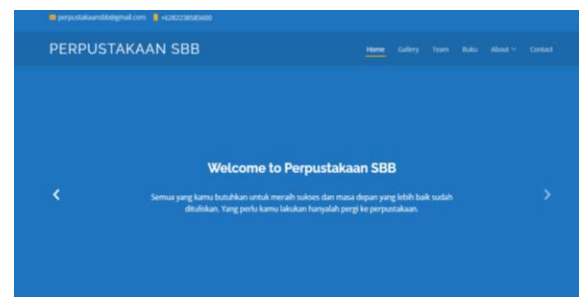 perpustakaansbb@gmail.com +6282238585600
PERPUSTAKAAN SBB Home Gallery Team Buku About Contact
Welcome to Perpustakaan SBB
Semua yang kamu butuhkan untuk meraih sukses dan masa depan yang lebih baik sudah
dituliskan. Yang perlu kamu lakukan hanyalah pergi ke perpustakaan.